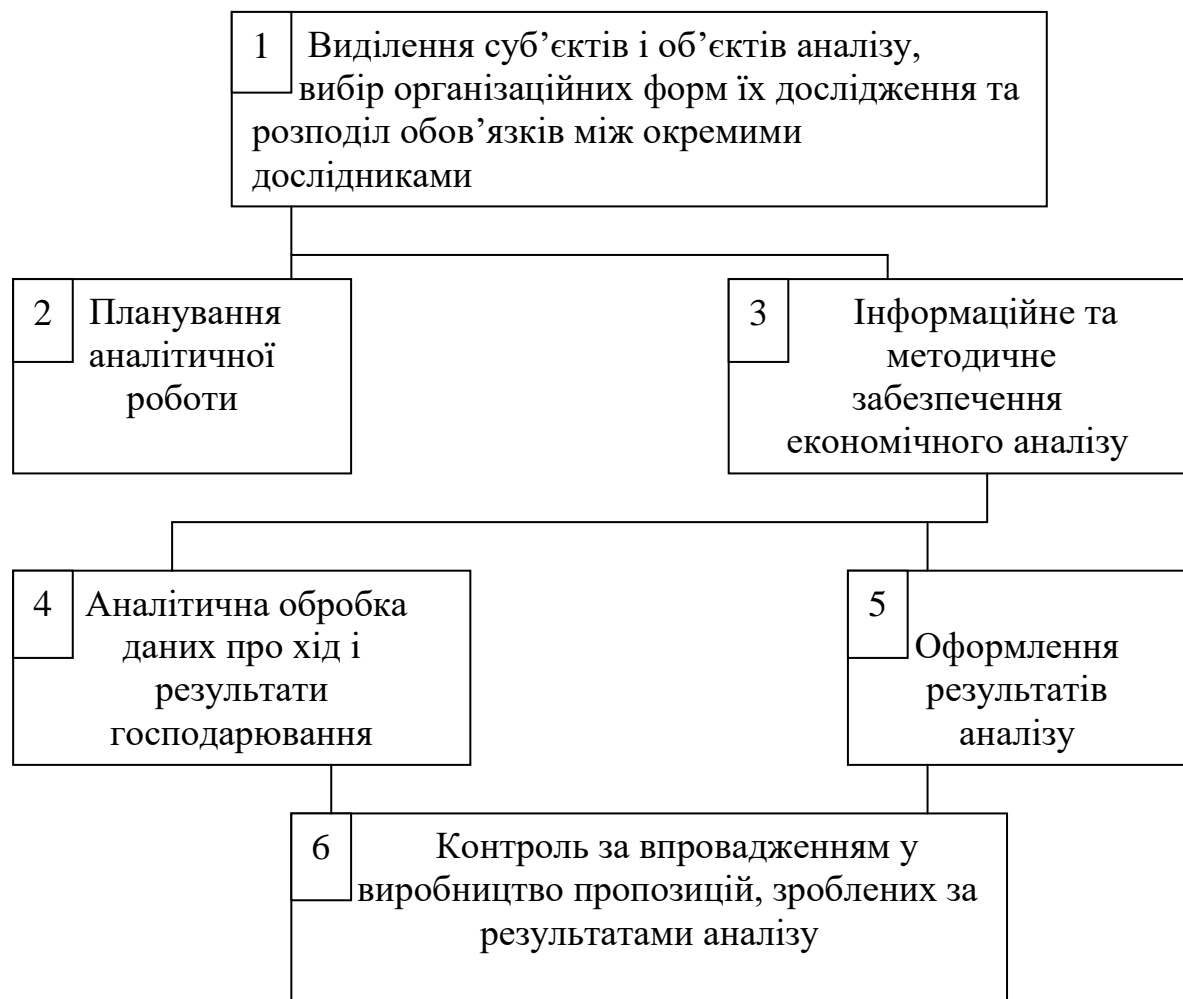 1 Виділення суб’єктів і об’єктів аналізу,
вибір організаційних форм їх дослідження та
розподіл обов’язків між окремими
дослідниками
2 Планування
аналітичної
роботи
3 Інформаційне та
методичне
забезпечення
економічного аналізу
4 Аналітична обробка
даних про хід і
результати
господарювання
5
Оформлення
результатів
аналізу
6 Контроль за впровадженням у
виробництво пропозицій, зроблених за
результатами аналізу